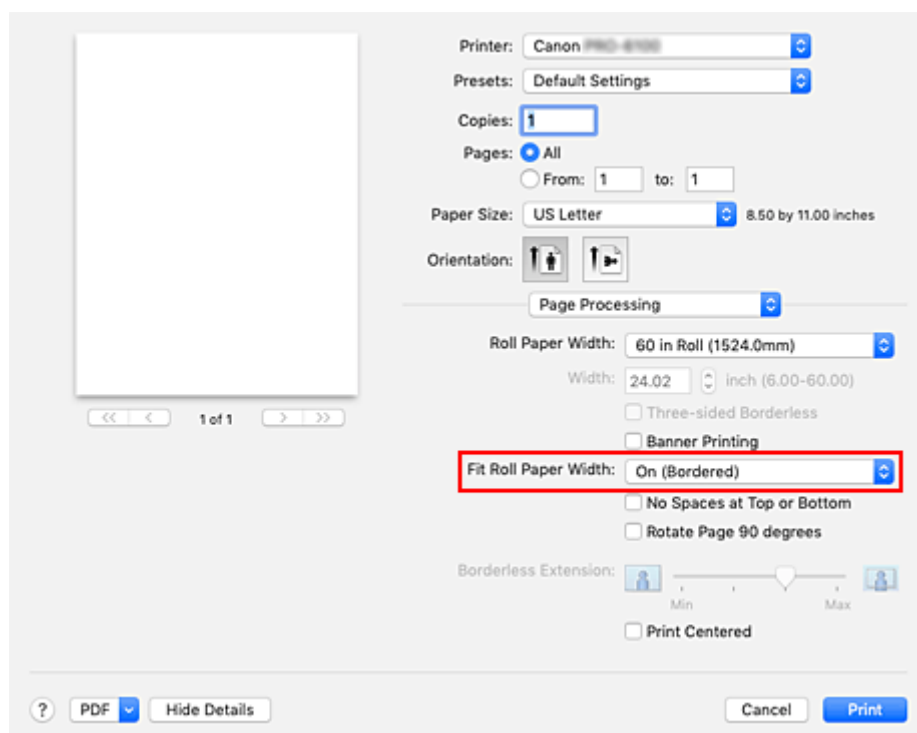 Printer: Canon
Presets: Default Settings
Copies: 1
Pages: All
From: 1 to: 1
Paper Size: US Letter 8.50 by 11.00 inches
Orientation:
Page Processing
Roll Paper Width: 60 in Roll (1524.0mm)
Width: 24.02 inch (6.00-60.00)
Three-sided Borderless
Banner Printing
<< < 1 of 1 > >>
Fit Roll Paper Width: On (Bordered)
No Spaces at Top or Bottom
Rotate Page 90 degrees
Borderless Extension:
Min Max
Print Centered
? PDF Hide Details Cancel Print